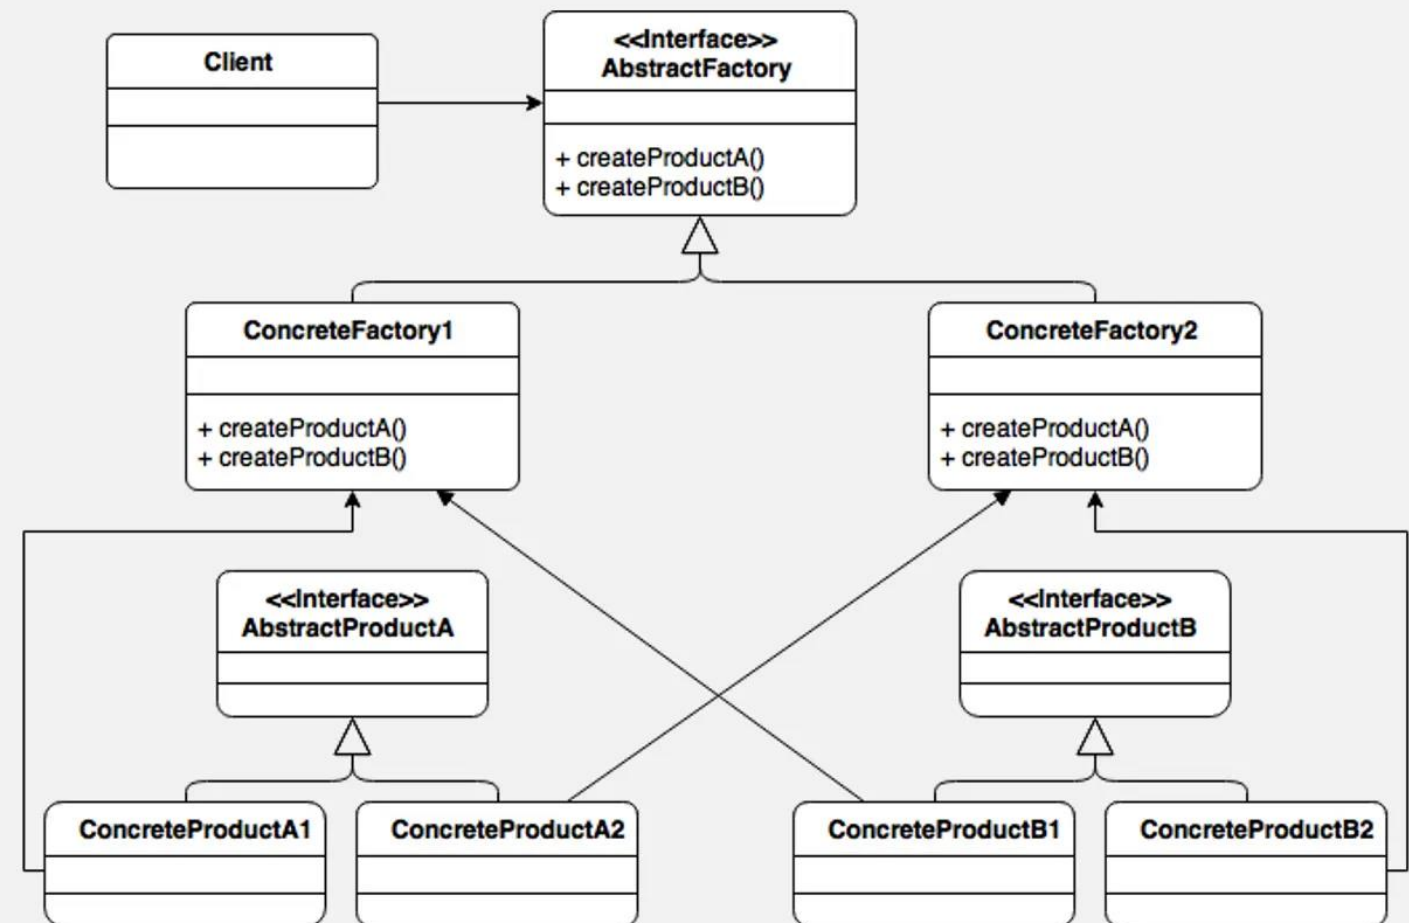 Client
<<Interface>>
AbstractFactory
+ createProductA()
+ createProductB()
ConcreteFactory1
+ createProductA()
+ createProductB()
ConcreteFactory2
+ createProductA()
+ createProductB()
<<Interface>>
AbstractProductA
<<Interface>>
AbstractProductB
ConcreteProductA1
ConcreteProductA2
ConcreteProductB1
ConcreteProductB2